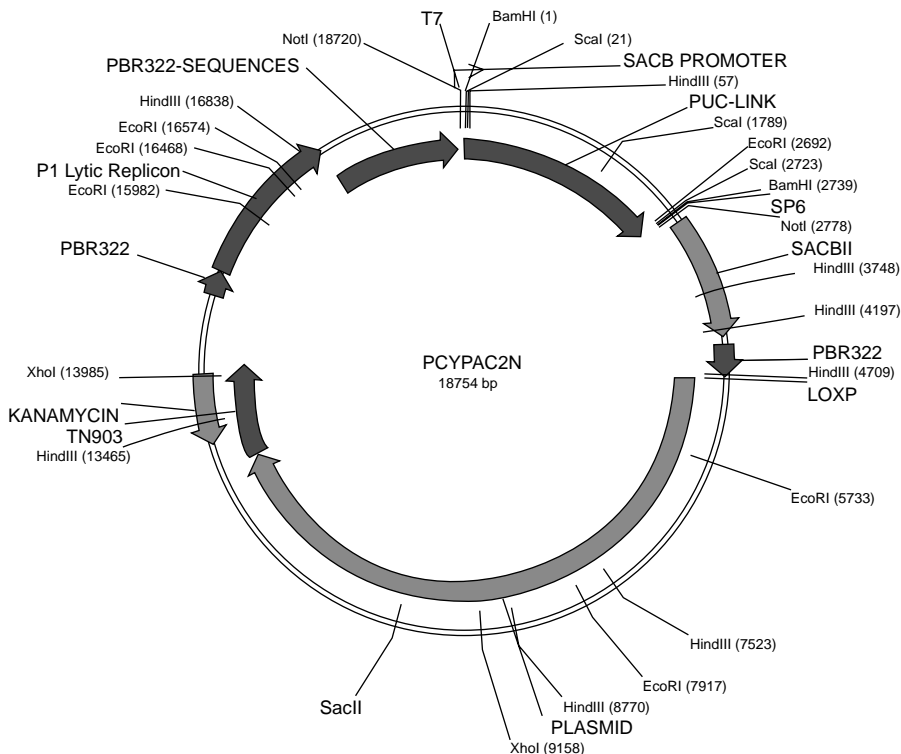 T7
BamHI (1)
NotI (18720)
ScaI (21)
SACB PROMOTER
PBR322-SEQUENCES
HindIII (57)
HindIII (16838)
PUC-LINK
ScaI (1789)
EcoRI (16574)
EcoRI (2692)
EcoRI (16468)
ScaI (2723)
P1 Lytic Replicon
BamHI (2739)
EcoRI (15982)
SP6
NotI (2778)
PBR322
SACBII
HindIII (3748)
HindIII (4197)
PCYPAC2N
18754 bp
PBR322
XhoI (13985)
HindIII (4709)
LOXP
KANAMYCIN
TN903
HindIII (13465)
EcoRI (5733)
HindIII (7523)
EcoRI (7917)
SacII
HindIII (8770)
PLASMID
XhoI (9158)